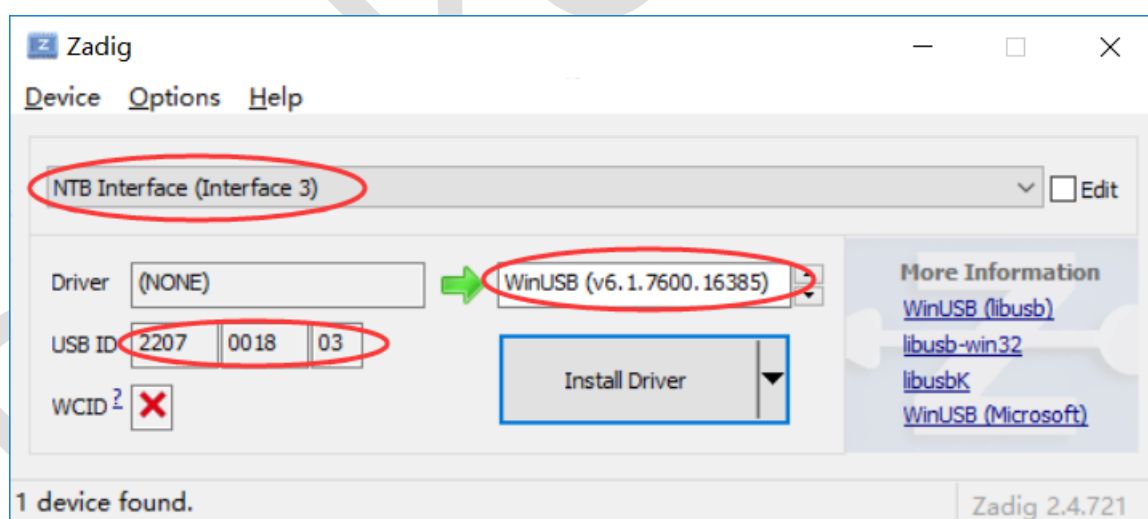 Zadig
Device Options Help
NTB Interface (Interface 3)
Edit
Driver (NONE) WinUSB (v6.1.7600.16385)
USB ID 2207 0018 03
WCID ?
Install Driver
More Information
WinUSB (libusb)
libusb-win32
libusbK
WinUSB (Microsoft)
1 device found.
Zadig 2.4.721